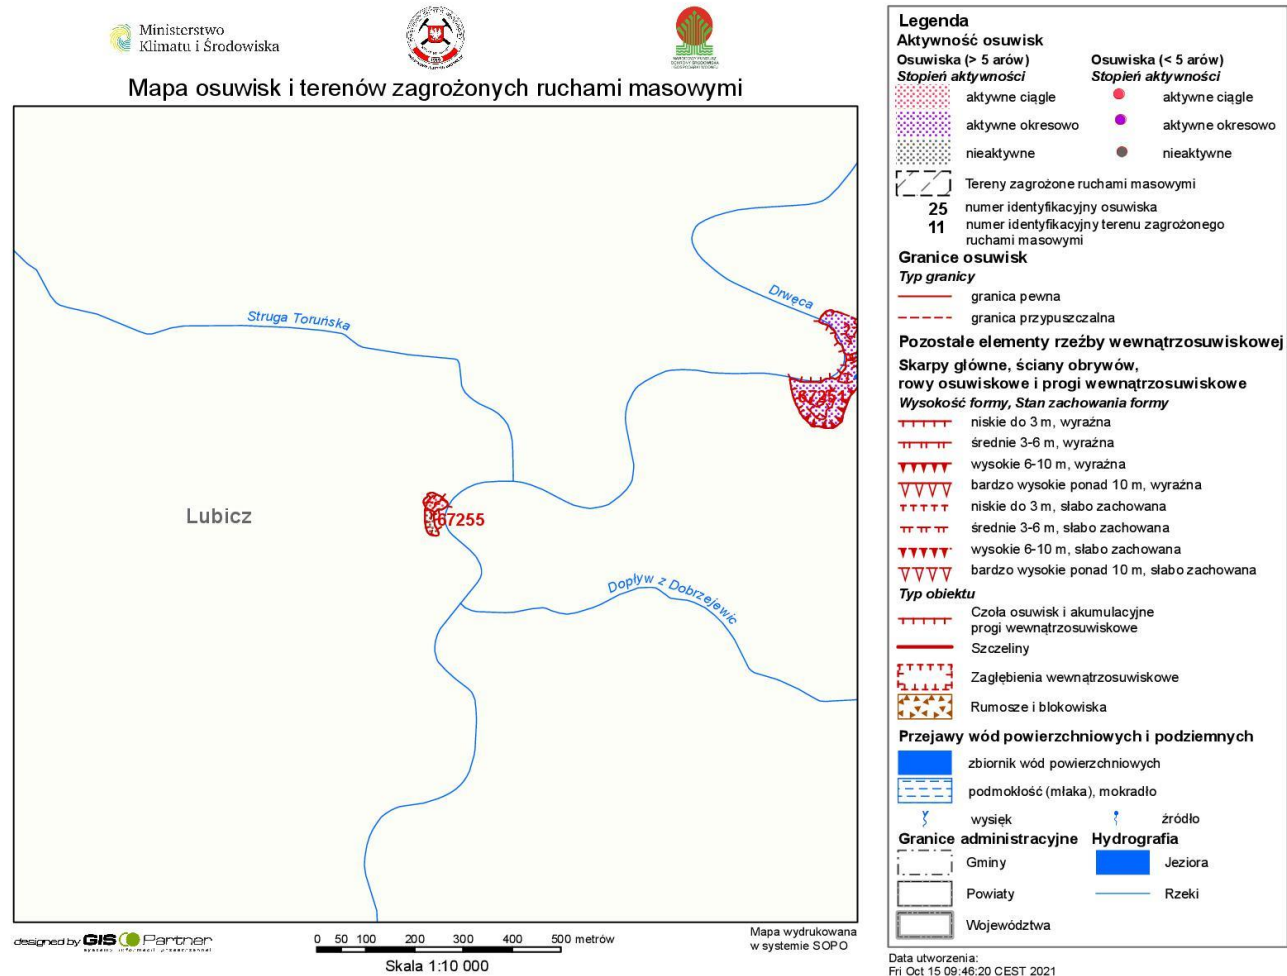 Ministerstwo
Klimatu i Środowiska
Mapa osuwisk i terenów zagrożonych ruchami masowymi
Struga Toruńska
Drwęca
67251
67255
Lubicz
Dopływ z Dobrzejewic
designed by GIS Partner
systemy informacji przestrzennej
0 50 100 200 300 400 500 metrów
Skala 1:10 000
Mapa wydrukowana
w systemie SOPO
Legenda
Aktywność osuwisk
Osuwiska (> 5 arów) Osuwiska (< 5 arów)
Stopień aktywności Stopień aktywności
aktywne ciągle aktywne ciągle
aktywne okresowo aktywne okresowo
nieaktywne nieaktywne
Tereny zagrożone ruchami masowymi
25 numer identyfikacyjny osuwiska
11 numer identyfikacyjny terenu zagrożonego
ruchami masowymi
Granice osuwisk
Typ granicy
granica pewna
granica przypuszczalna
Pozostałe elementy rzeźby wewnątrzosuwiskowej
Skarpy główne, ściany obrywów,
rowy osuwiskowe i progi wewnątrzosuwiskowe
Wysokość formy, Stan zachowania formy
niskie do 3 m, wyraźna
średnie 3-6 m, wyraźna
wysokie 6-10 m, wyraźna
bardzo wysokie ponad 10 m, wyraźna
niskie do 3 m, słabo zachowana
średnie 3-6 m, słabo zachowana
wysokie 6-10 m, słabo zachowana
bardzo wysokie ponad 10 m, słabo zachowana
Typ obiektu
Czoła osuwisk i akumulacyjne
progi wewnątrzosuwiskowe
Szczeliny
Zagłębienia wewnątrzosuwiskowe
Rumosze i blokowiska
Przejawy wód powierzchniowych i podziemnych
zbiornik wód powierzchniowych
podmokłość (młaka), mokradło
wysięk źródło
Granice administracyjne Hydrografia
Gminy Jeziora
Powiaty Rzeki
Województwa
Data utworzenia:
Fri Oct 15 09:46:20 CEST 2021